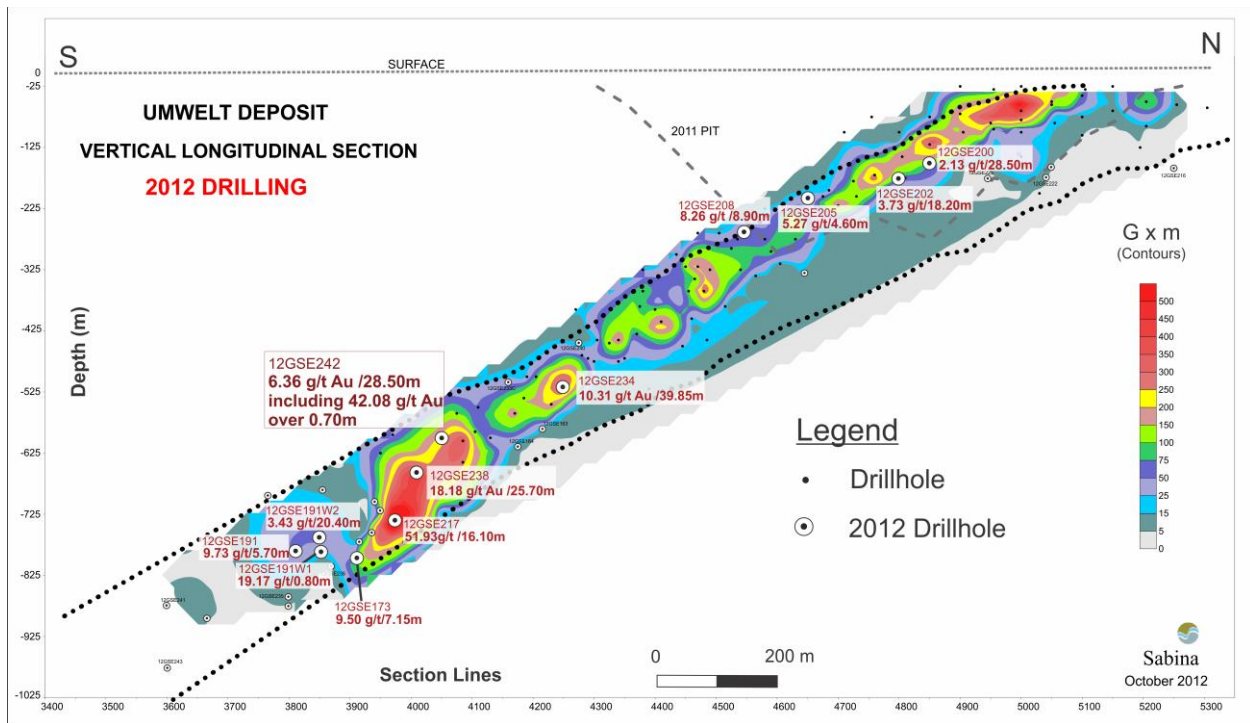 S
N
SURFACE
UMWELT DEPOSIT
VERTICAL LONGITUDINAL SECTION
2012 DRILLING
0
-25
-125
-225
-325
-425
-525
-625
-725
-825
-925
-1025
Depth (m)
2011 PIT
12GSE200
2.13 g/t/28.50m
12GSE202
3.73 g/t/18.20m
12GSE222
12GSE216
12GSE208
8.26 g/t /8.90m
12GSE205
5.27 g/t/4.60m
12GSE242
6.36 g/t Au /28.50m
including 42.08 g/t Au
over 0.70m
12GSE234
10.31 g/t Au /39.85m
12GSE238
18.18 g/t Au /25.70m
12GSE217
51.93g/t /16.10m
12GSE191W2
3.43 g/t/20.40m
12GSE191
9.73 g/t/5.70m
12GSE191W1
19.17 g/t/0.80m
12GSE173
9.50 g/t/7.15m
12GSE241
12GSE243
G x m
(Contours)
500
450
400
350
300
250
200
150
100
75
50
25
15
5
0
Legend
Drillhole
2012 Drillhole
Section Lines
0 200 m
Sabina
October 2012
3400 3500 3600 3700 3800 3900 4000 4100 4200 4300 4400 4500 4600 4700 4800 4900 5000 5100 5200 5300